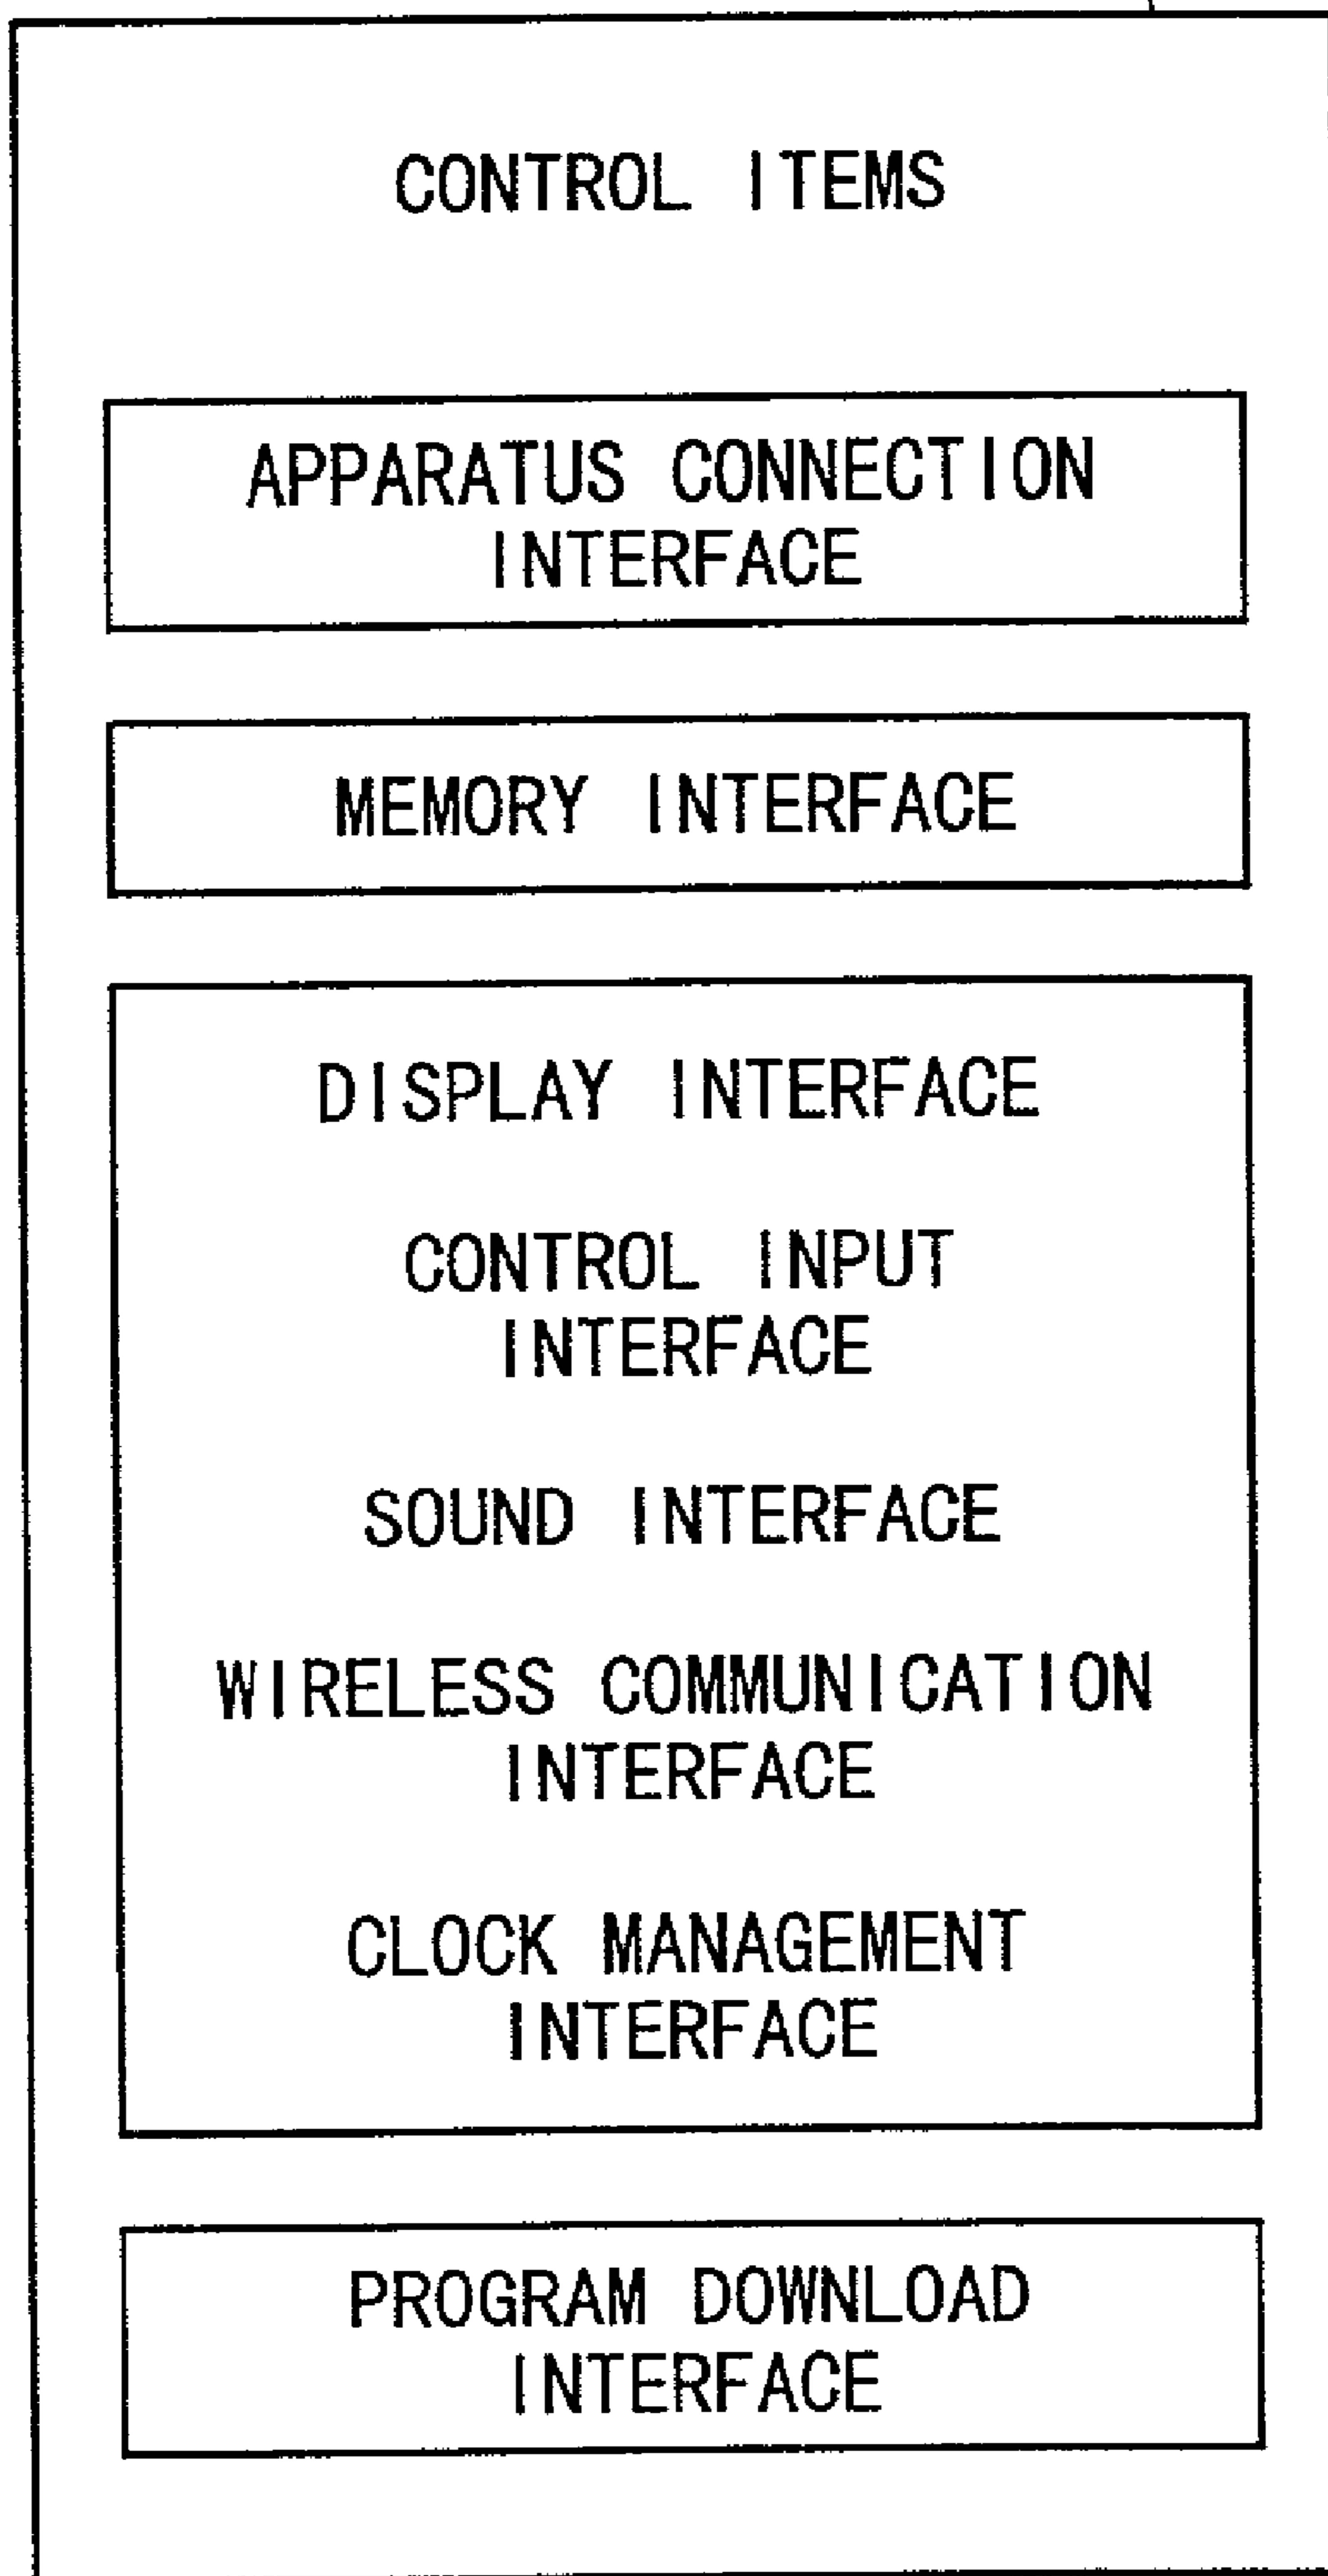 CONTROL ITEMS
APPARATUS CONNECTION
INTERFACE
MEMORY INTERFACE
DISPLAY INTERFACE
CONTROL INPUT
INTERFACE
SOUND INTERFACE
WIRELESS COMMUNICATION
INTERFACE
CLOCK MANAGEMENT
INTERFACE
PROGRAM DOWNLOAD
INTERFACE